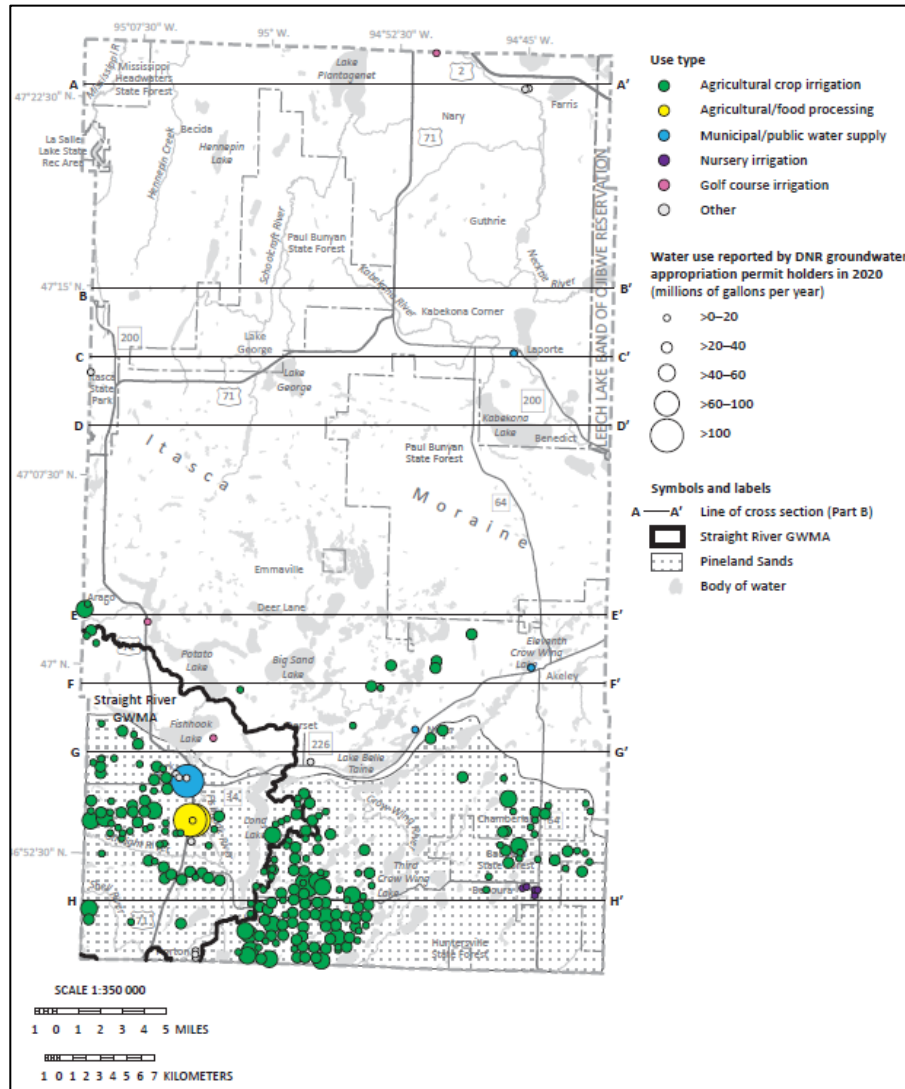 95°07'30" W.
95° W.
94°52'30" W.
94°45' W.
Mississippi R
Mississippi
Headwaters
State Forest
Lake
Plantagenet
2
A
A'
47°22'30" N.
Farris
Nary
71
La Salle
Lake State
Rec Area
Becida
Hennepin
Lake
Hennepin Creek
Schoolcraft River
Guthrie
Paul Bunyan
State Forest
Necktie River
Kabekona River
LEECH LAKE BAND OF OJIBWE RESERVATION
47°15' N.
B
B'
Kabekona Corner
200
Lake
George
Laporte
C
C'
Itasca
State
Park
Lake
George
71
200
Kabekona
Lake
D
D'
Benedict
Paul Bunyan
State Forest
47°07'30" N.
Itasca
Moraine
64
Emmaville
Arago
Deer Lane
E
E'
Eleventh
Crow Wing
Lake
Potato
Lake
Big Sand
Lake
47° N.
Akeley
F
F'
Straight River
GWMA
Fishhook
Lake
G
G'
226
Lake Belle
Taine
34
Long
Lake
Crow Wing River
Third
Crow Wing
Lake
46°52'30" N.
State Forest
H
H'
71
Huntersville
State Forest
Use type
Agricultural crop irrigation
Agricultural/food processing
Municipal/public water supply
Nursery irrigation
Golf course irrigation
Other
Water use reported by DNR groundwater
appropriation permit holders in 2020
(millions of gallons per year)
>0–20
>20–40
>40–60
>60–100
>100
Symbols and labels
A A' Line of cross section (Part B)
Straight River GWMA
Pineland Sands
Body of water
SCALE 1:350 000
1 0 1 2 3 4 5 MILES
1 0 1 2 3 4 5 6 7 KILOMETERS